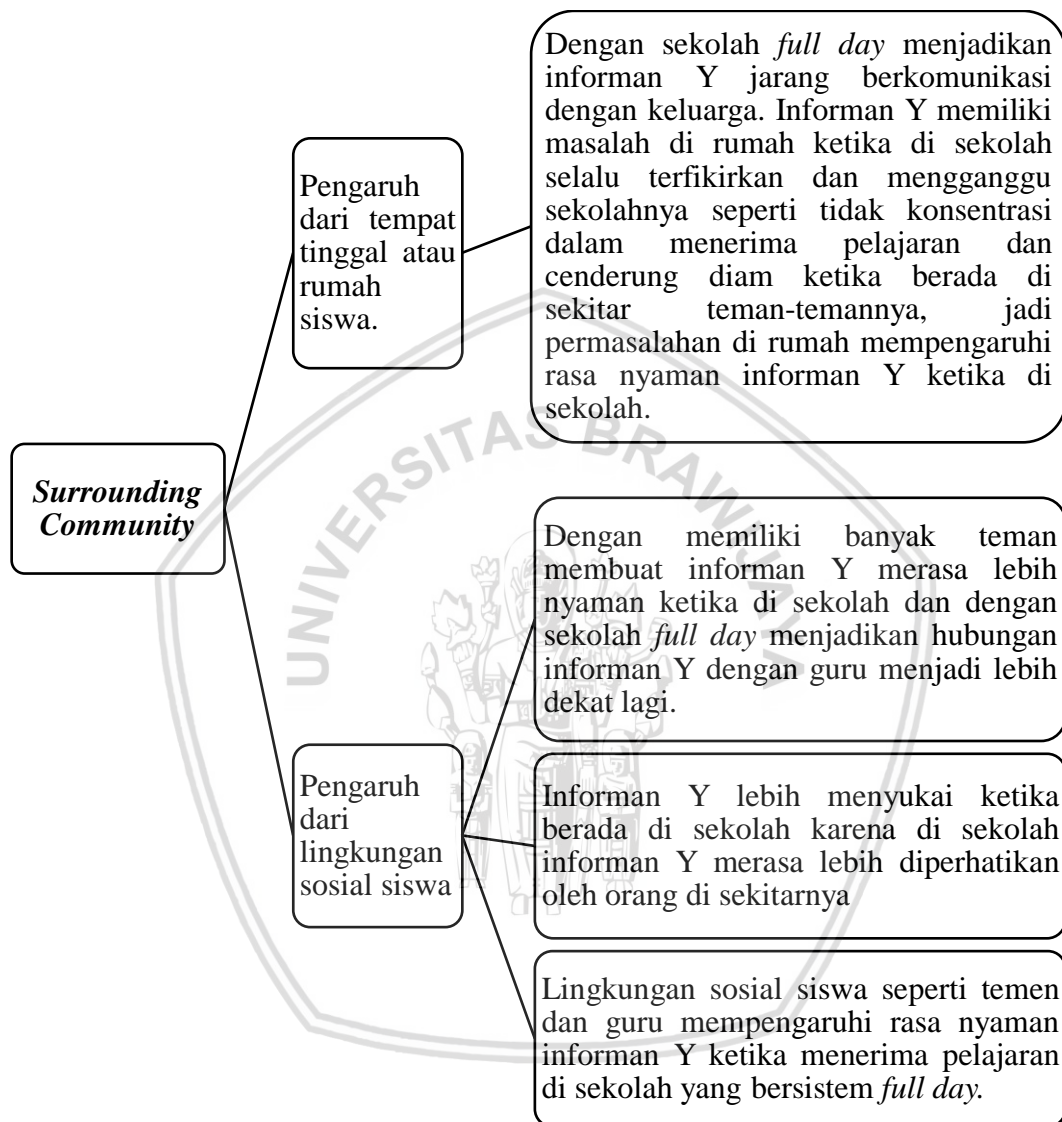 Dengan sekolah full day menjadikan
informan Y jarang berkomunikasi
dengan keluarga. Informan Y memiliki
masalah di rumah ketika di sekolah
selalu terfikirkan dan mengganggu
sekolahnya seperti tidak konsentrasi
dalam menerima pelajaran dan
cenderung diam ketika berada di
sekitar teman-temannya, jadi
permasalahan di rumah mempengaruhi
rasa nyaman informan Y ketika di
sekolah.
Pengaruh
dari tempat
tinggal atau
rumah
siswa.
Surrounding
Community
Dengan memiliki banyak teman
membuat informan Y merasa lebih
nyaman ketika di sekolah dan dengan
sekolah full day menjadikan hubungan
informan Y dengan guru menjadi lebih
dekat lagi.
Pengaruh
dari
lingkungan
sosial siswa
Informan Y lebih menyukai ketika
berada di sekolah karena di sekolah
informan Y merasa lebih diperhatikan
oleh orang di sekitarnya
Lingkungan sosial siswa seperti temen
dan guru mempengaruhi rasa nyaman
informan Y ketika menerima pelajaran
di sekolah yang bersistem full day.
UNIVERSITAS BRAWIJAYA